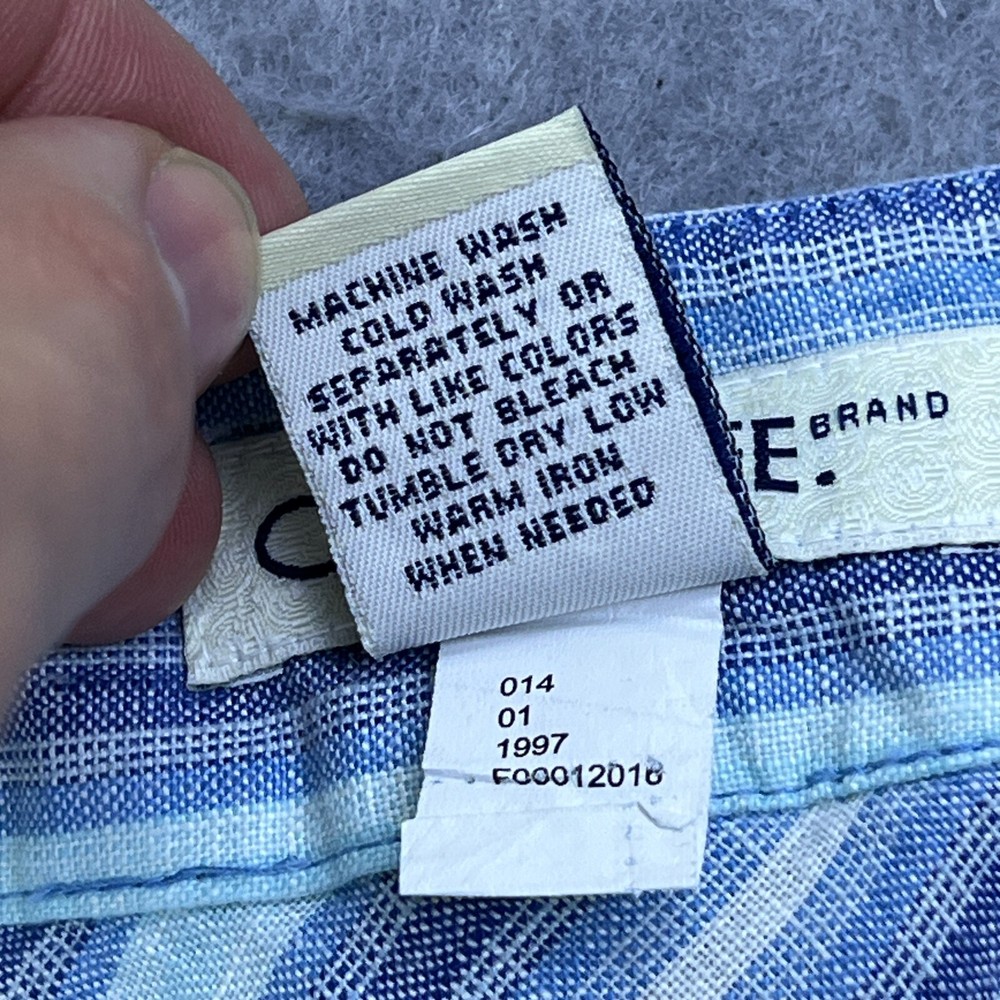 MACHINE WASH
COLD WASH
SEPARATELY OR
WITH LIKE COLORS
DO NOT BLEACH
TUMBLE DRY LOW
WARM IRON
WHEN NEEDED
E. BRAND
014
01
1997